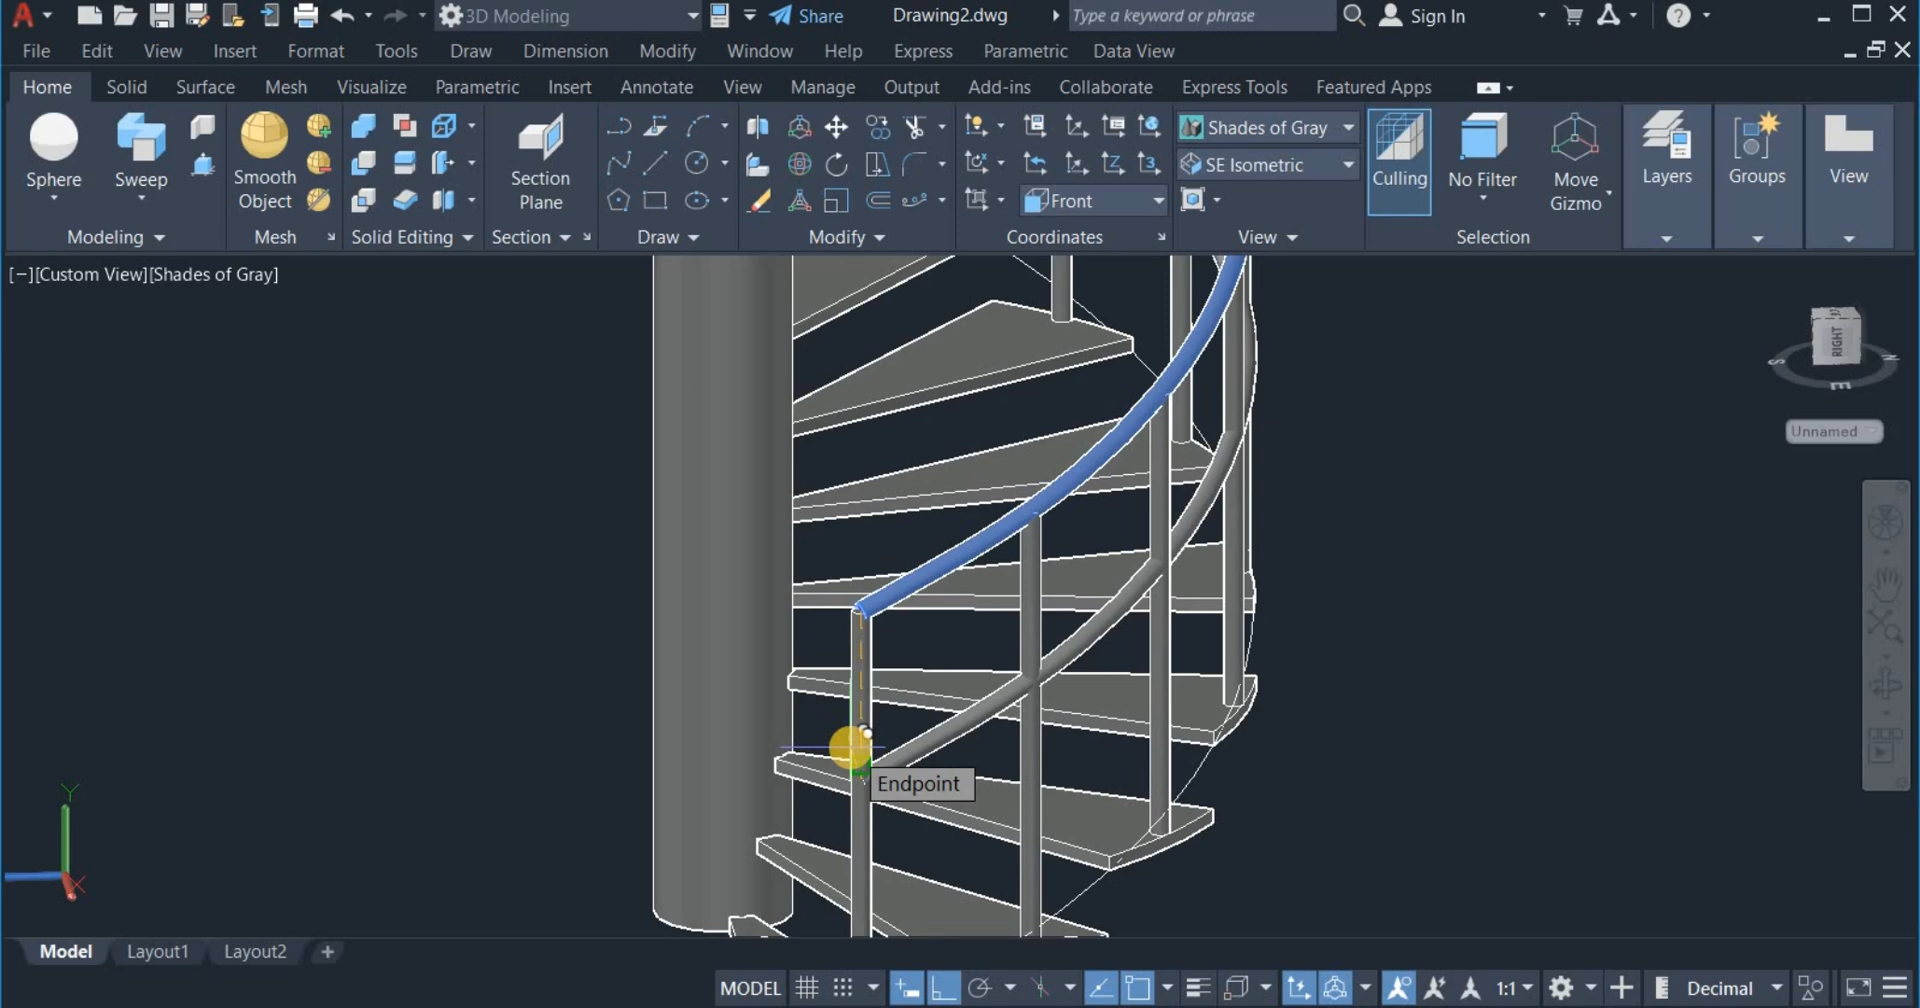 3D Modeling
Share
Drawing2.dwg
Type a keyword or phrase
Sign In
File Edit View Insert Format Tools Draw Dimension Modify Window Help Express Parametric Data View
Home Solid Surface Mesh Visualize Parametric Insert Annotate View Manage Output Add-ins Collaborate Express Tools Featured Apps
Sphere
Sweep
Smooth
Object
Section
Plane
Shades of Gray
SE Isometric
Front
Culling
No Filter
Move
Gizmo
Layers
Groups
View
Modeling Mesh Solid Editing Section Draw Modify Coordinates View Selection
[−][Custom View][Shades of Gray]
RIGHT
S
N
E
Unnamed
Endpoint
Y
X
Model Layout1 Layout2 +
MODEL
1:1
Decimal